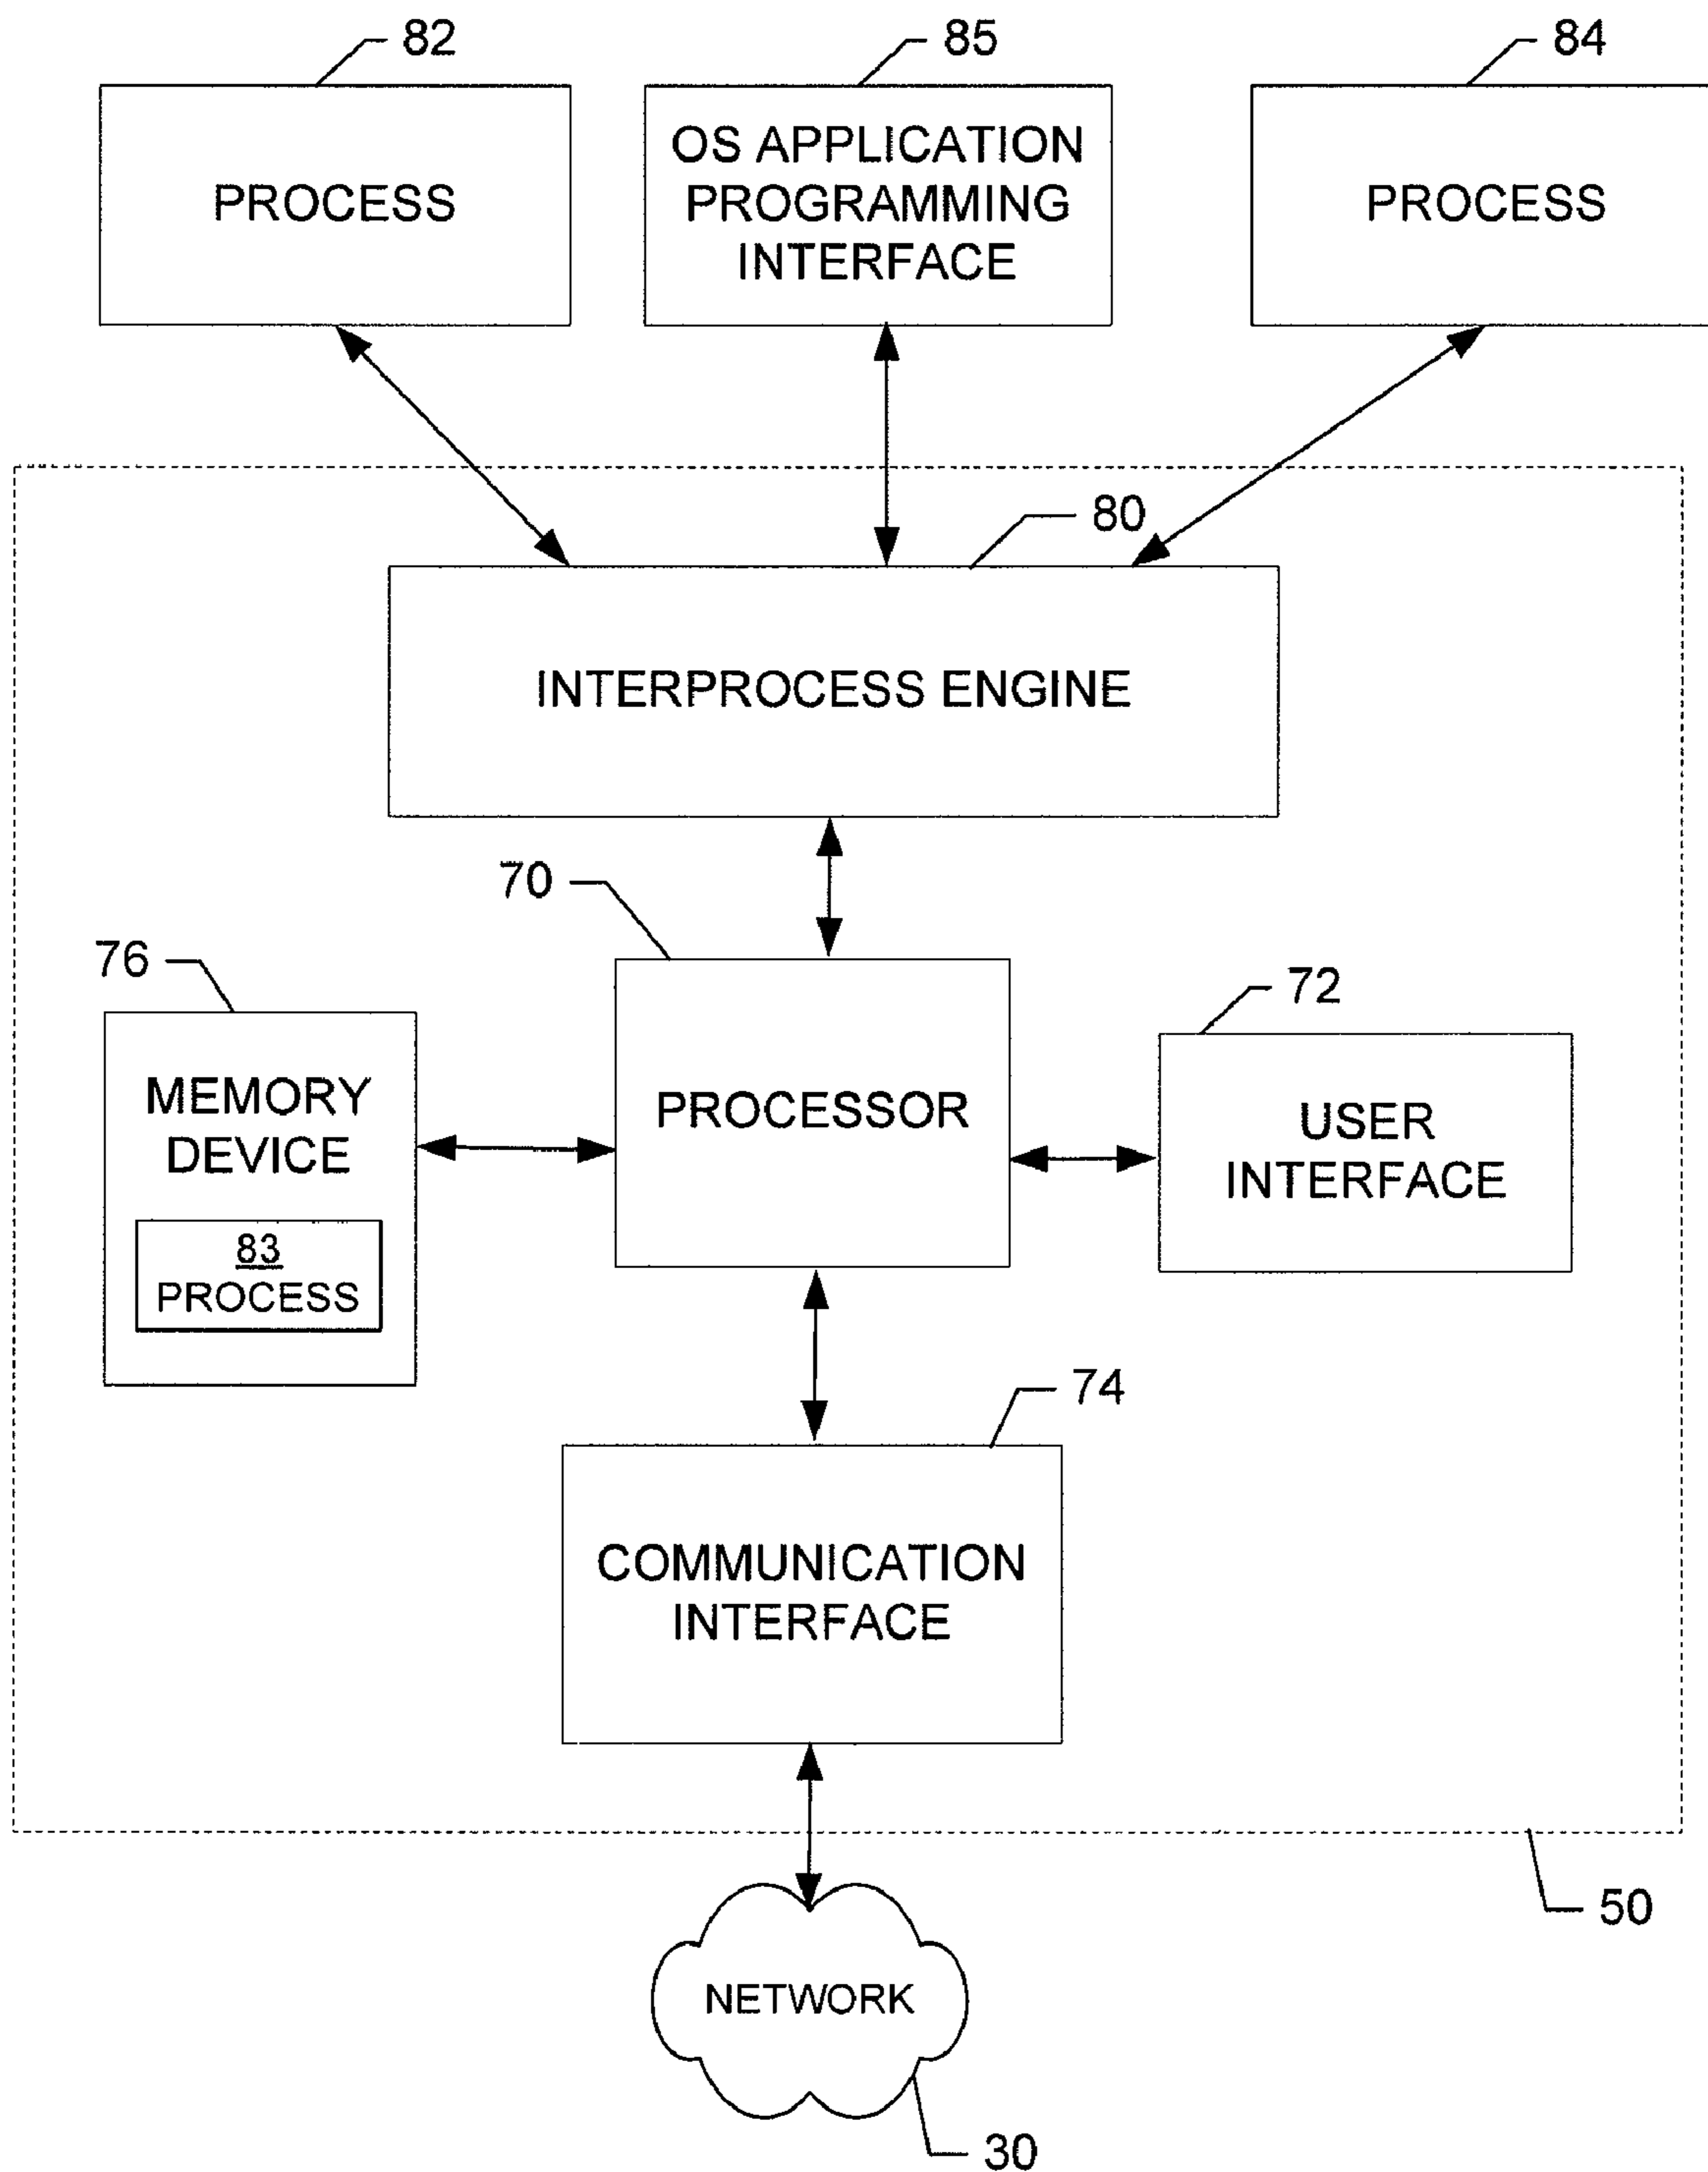 82
85
84
PROCESS
OS APPLICATION
PROGRAMMING
INTERFACE
PROCESS
80
INTERPROCESS ENGINE
70
76
72
MEMORY
DEVICE
83
PROCESS
PROCESSOR
USER
INTERFACE
74
COMMUNICATION
INTERFACE
50
NETWORK
30